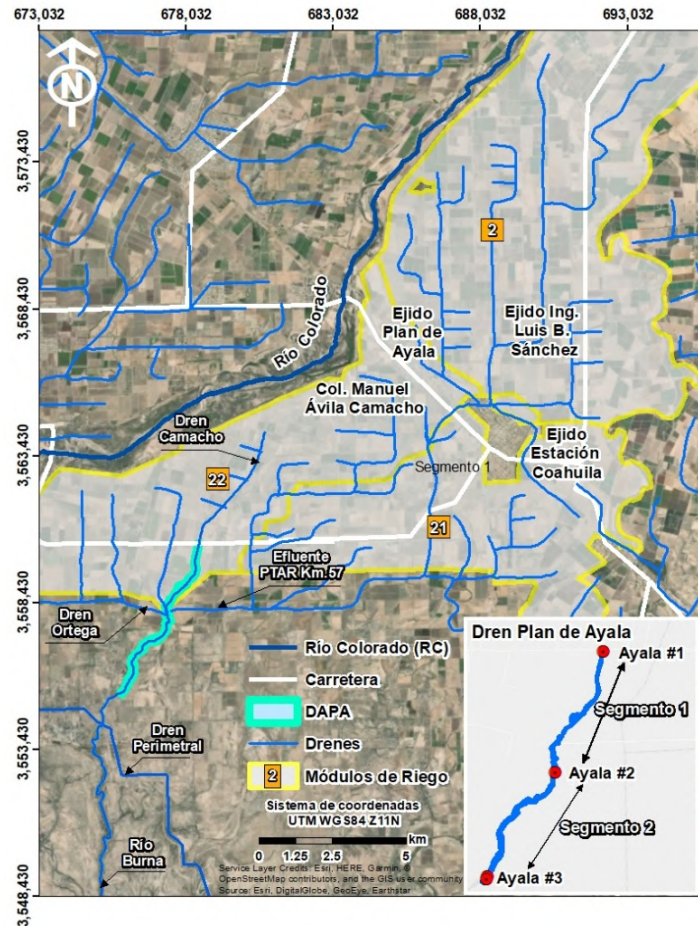 673,032
678,032
683,032
688,032
693,032
3,573,430
3,568,430
3,563,430
3,558,430
3,553,430
3,548,430
N
2
Río Colorado
Ejido
Plan de
Ayala
Ejido Ing.
Luis B.
Sánchez
Col. Manuel
Ávila Camacho
Dren
Camacho
Ejido
Estación
Coahuila
Segmento 1
22
21
Efluente
PTAR Km.57
Dren
Ortega
Dren
Perimetral
Río
Burna
Río Colorado (RC)
Carretera
DAPA
Drenes
2 Módulos de Riego
Sistema de coordenadas
UTM WGS84 Z11N
km
0 1.25 2.5 5
Service Layer Credits: Esri, HERE, Garmin, ©
OpenStreetMap contributors, and the GIS user community
Source: Esri, DigitalGlobe, GeoEye, Earthstar
Dren Plan de Ayala
Ayala #1
Segmento 1
Ayala #2
Segmento 2
Ayala #3